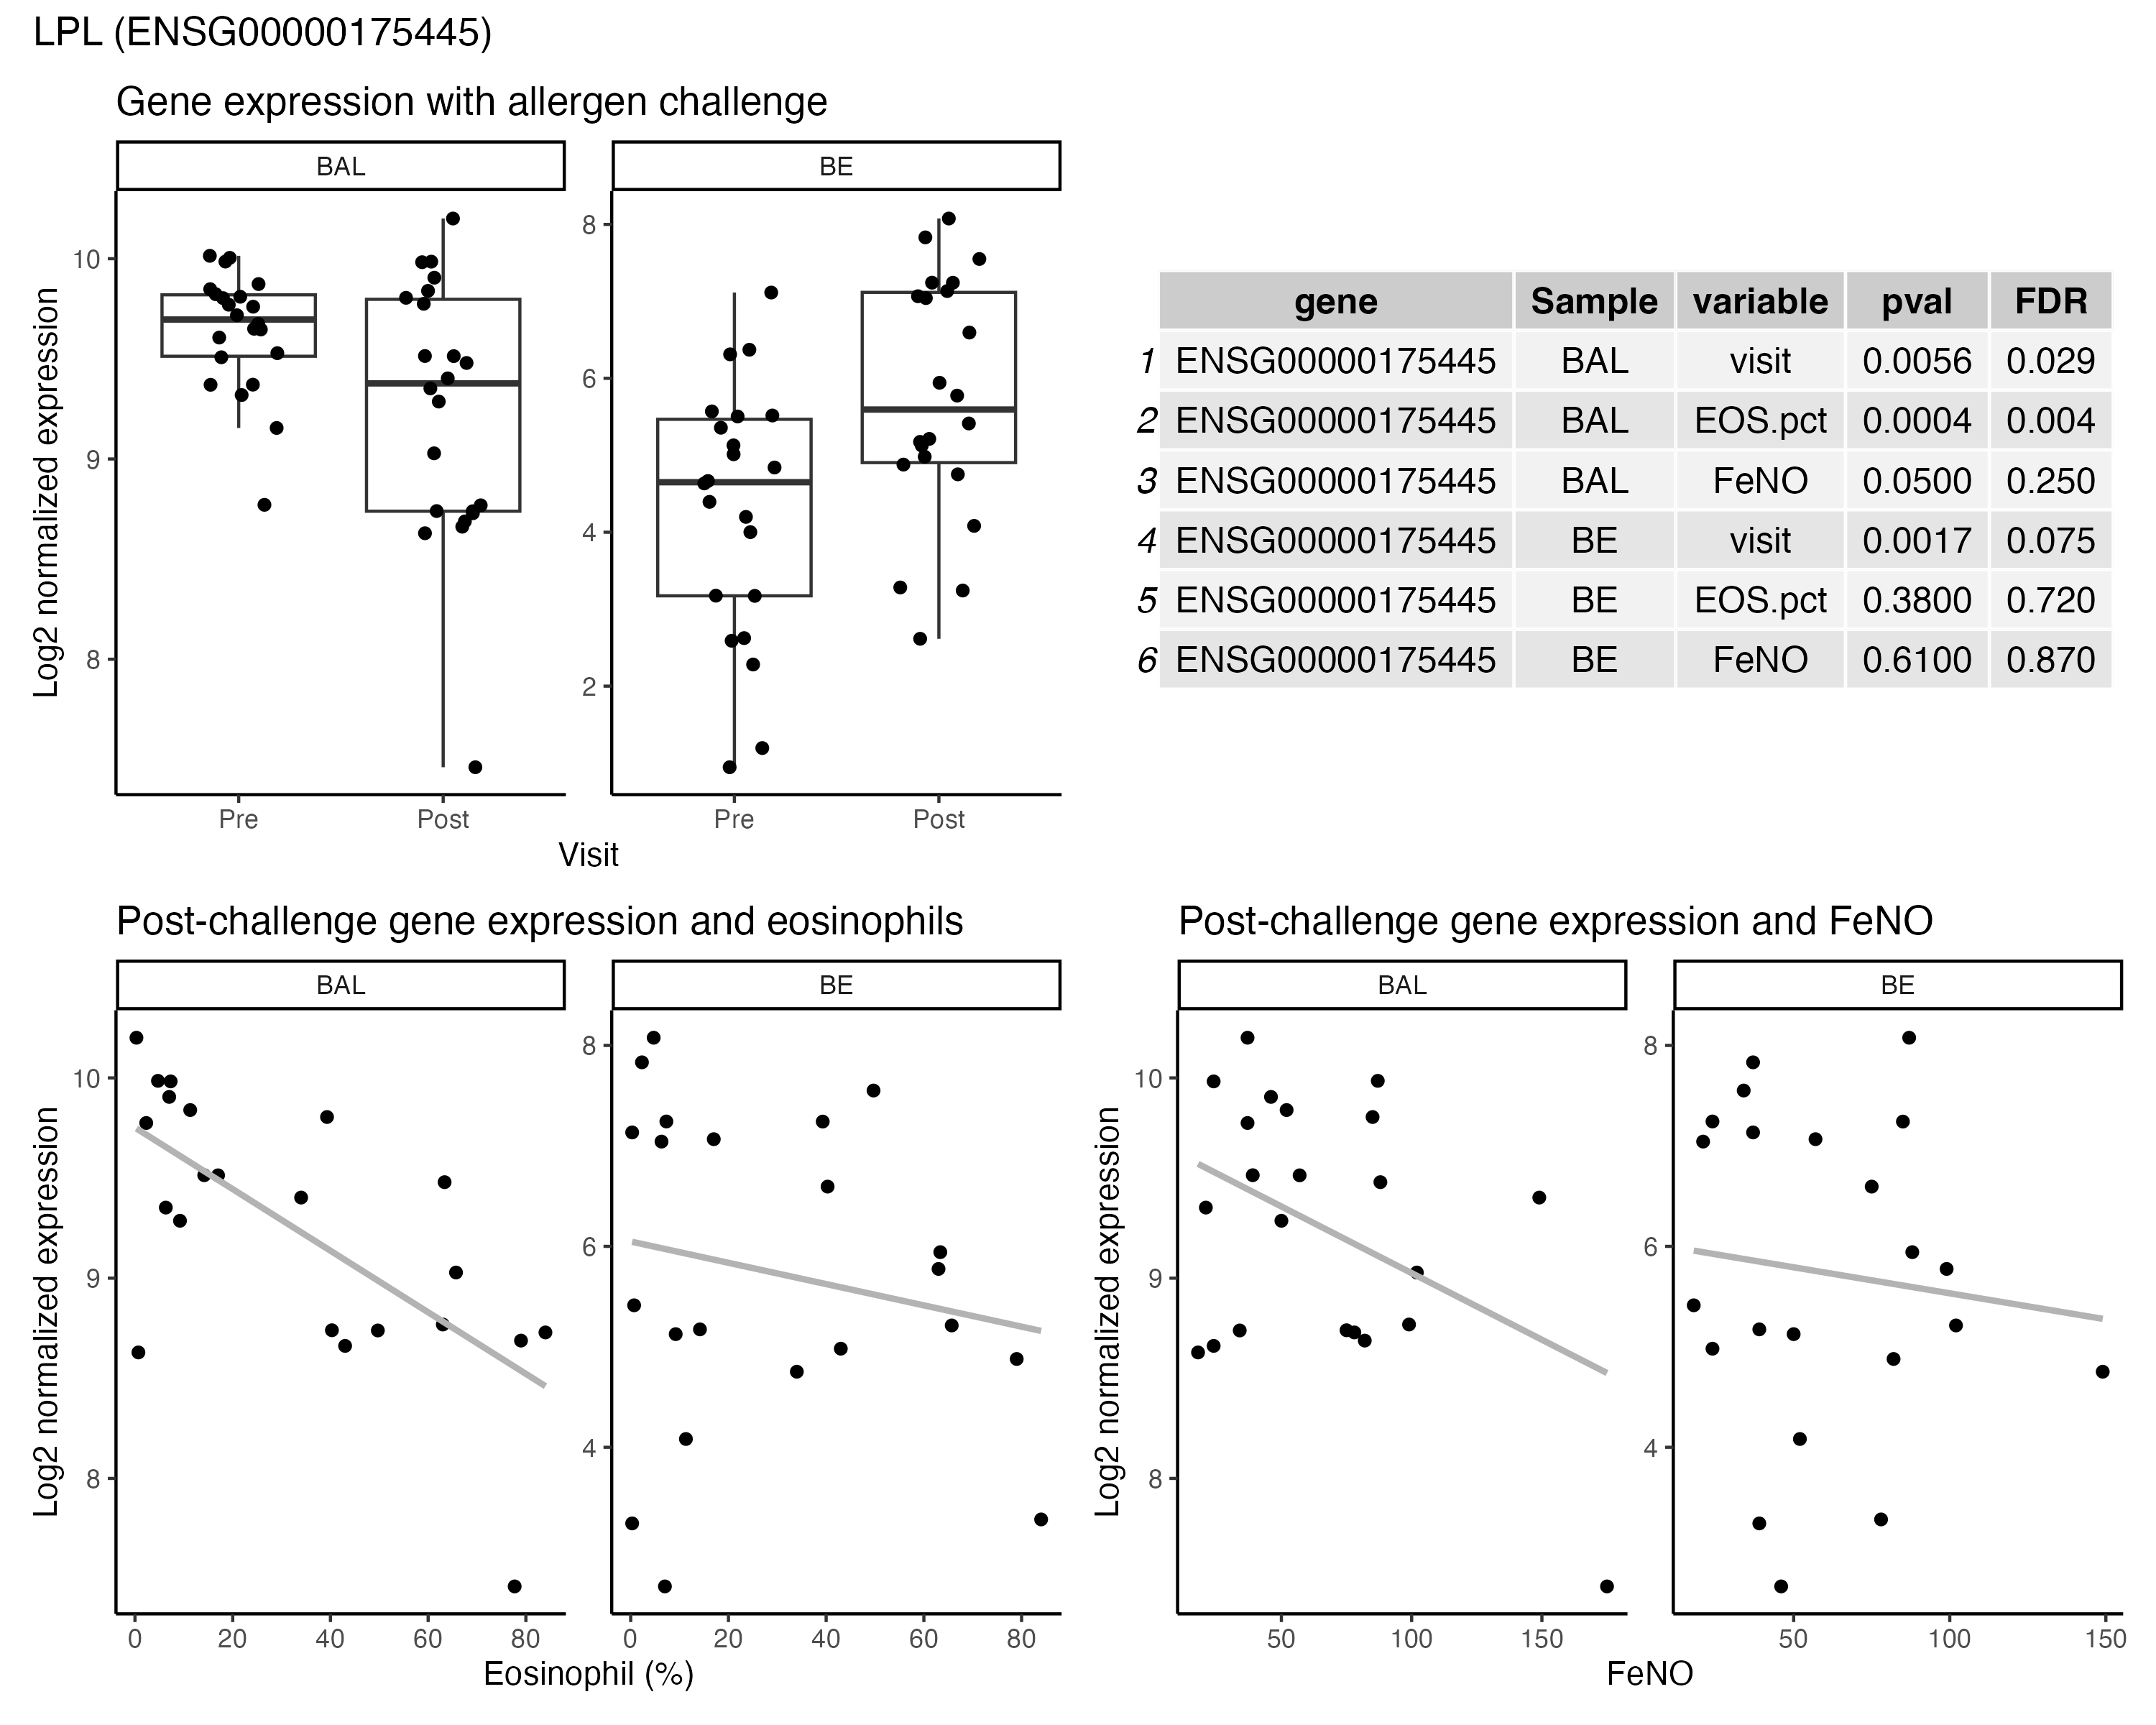 LPL (ENSG00000175445)
Gene expression with allergen challenge
BAL
BE
Log2 normalized expression
10
9
8
8
6
4
2
Pre
Post
Pre
Post
Visit
gene Sample variable pval FDR
1 ENSG00000175445 BAL visit 0.0056 0.029
2 ENSG00000175445 BAL EOS.pct 0.0004 0.004
3 ENSG00000175445 BAL FeNO 0.0500 0.250
4 ENSG00000175445 BE visit 0.0017 0.075
5 ENSG00000175445 BE EOS.pct 0.3800 0.720
6 ENSG00000175445 BE FeNO 0.6100 0.870
Post-challenge gene expression and eosinophils
BAL
BE
Log2 normalized expression
10
9
8
8
6
4
0 20 40 60 80
0 20 40 60 80
Eosinophil (%)
Post-challenge gene expression and FeNO
BAL
BE
Log2 normalized expression
10
9
8
8
6
4
50 100 150
50 100 150
FeNO